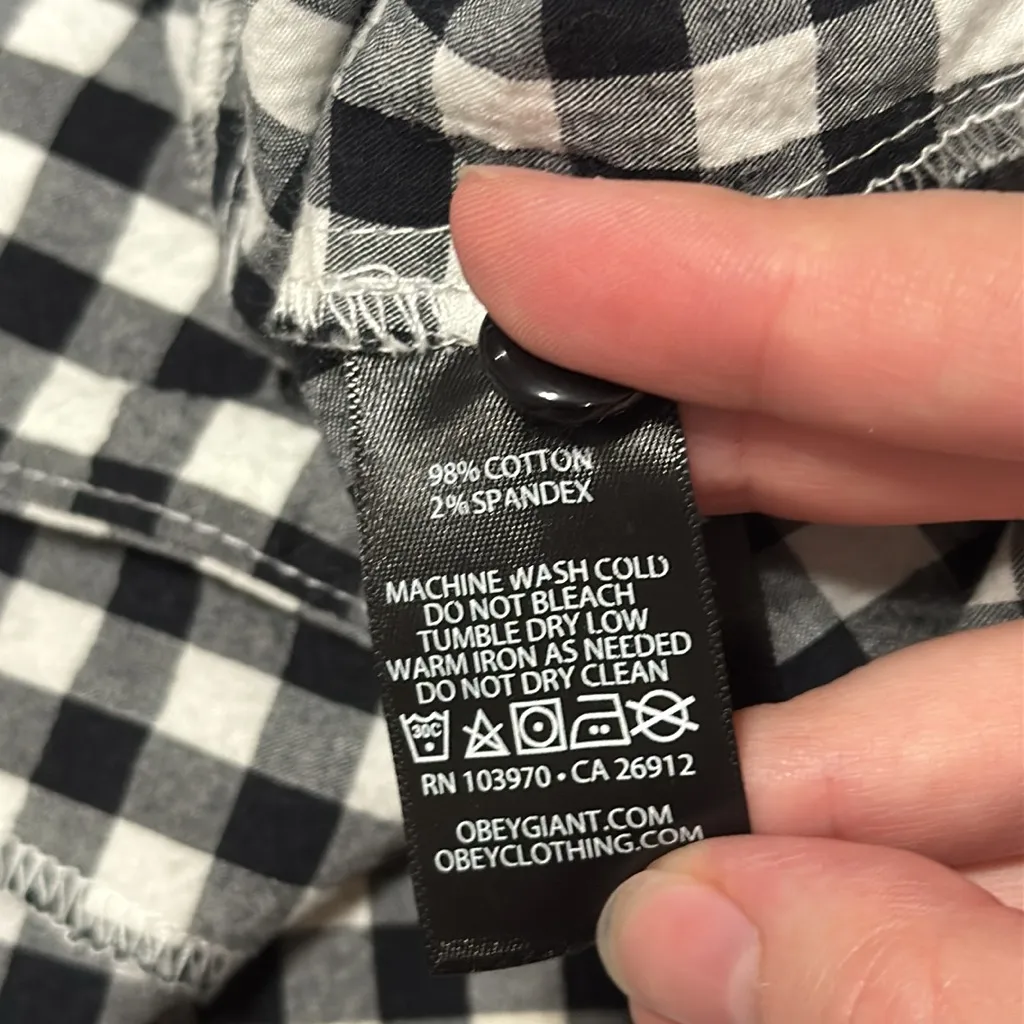 98% COTTON
2% SPANDEX
MACHINE WASH COLD
DO NOT BLEACH
TUMBLE DRY LOW
WARM IRON AS NEEDED
DO NOT DRY CLEAN
30C
RN 103970 • CA 26912
OBEYGIANT.COM
OBEYCLOTHING.COM